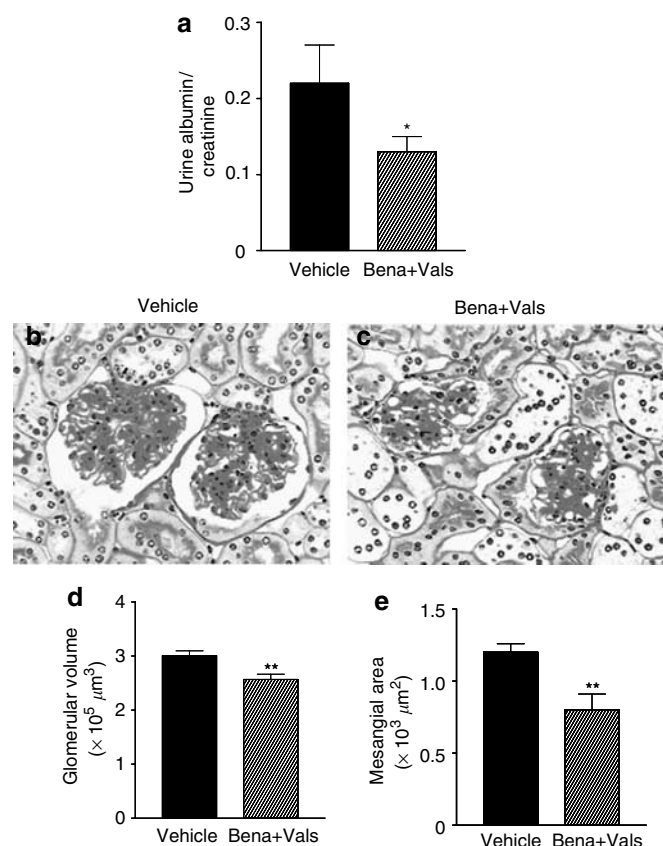 a
0.3
0.2
0.1
0
Urine albumin/
creatinine
*
Vehicle Bena+Vals
Vehicle Bena+Vals
b c
d
4
3
2
1
0
Glomerular volume
(× 10⁵ μm³)
**
Vehicle Bena+Vals
e
1.5
1.0
0.5
0
Mesangial area
(× 10³ μm²)
**
Vehicle Bena+Vals